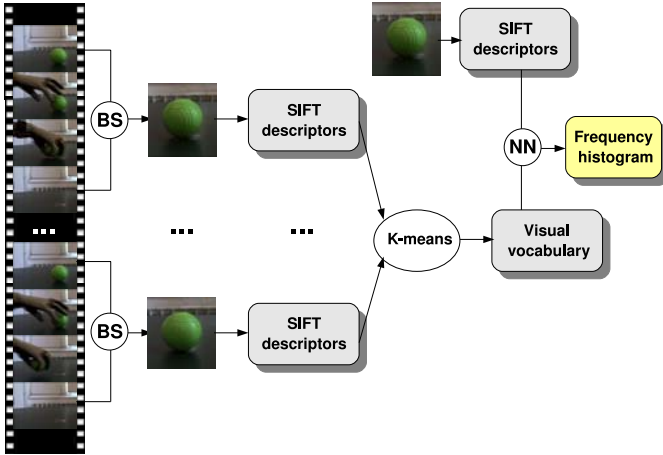 SIFT
descriptors
BS
SIFT
descriptors
NN
Frequency
histogram
K-means
Visual
vocabulary
BS
SIFT
descriptors